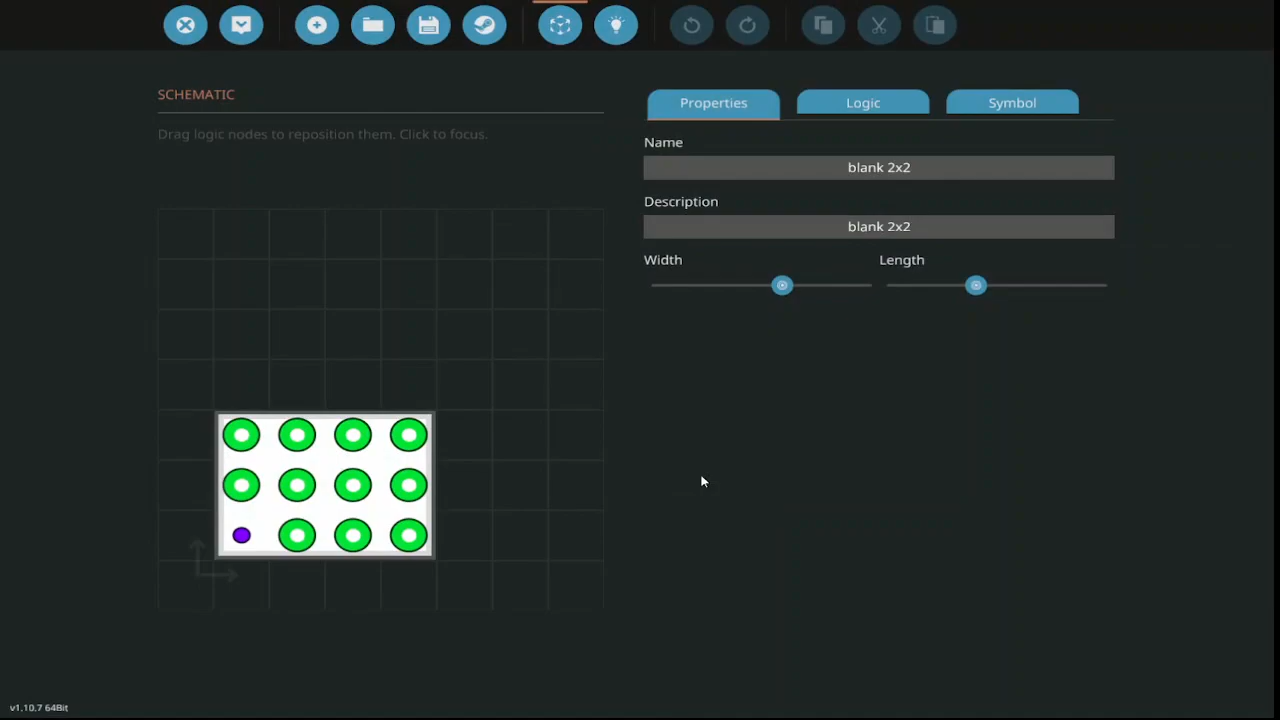 SCHEMATIC
Drag logic nodes to reposition them. Click to focus.
Properties
Logic
Symbol
Name
blank 2x2
Description
blank 2x2
Width
Length
v1.10.7 64Bit